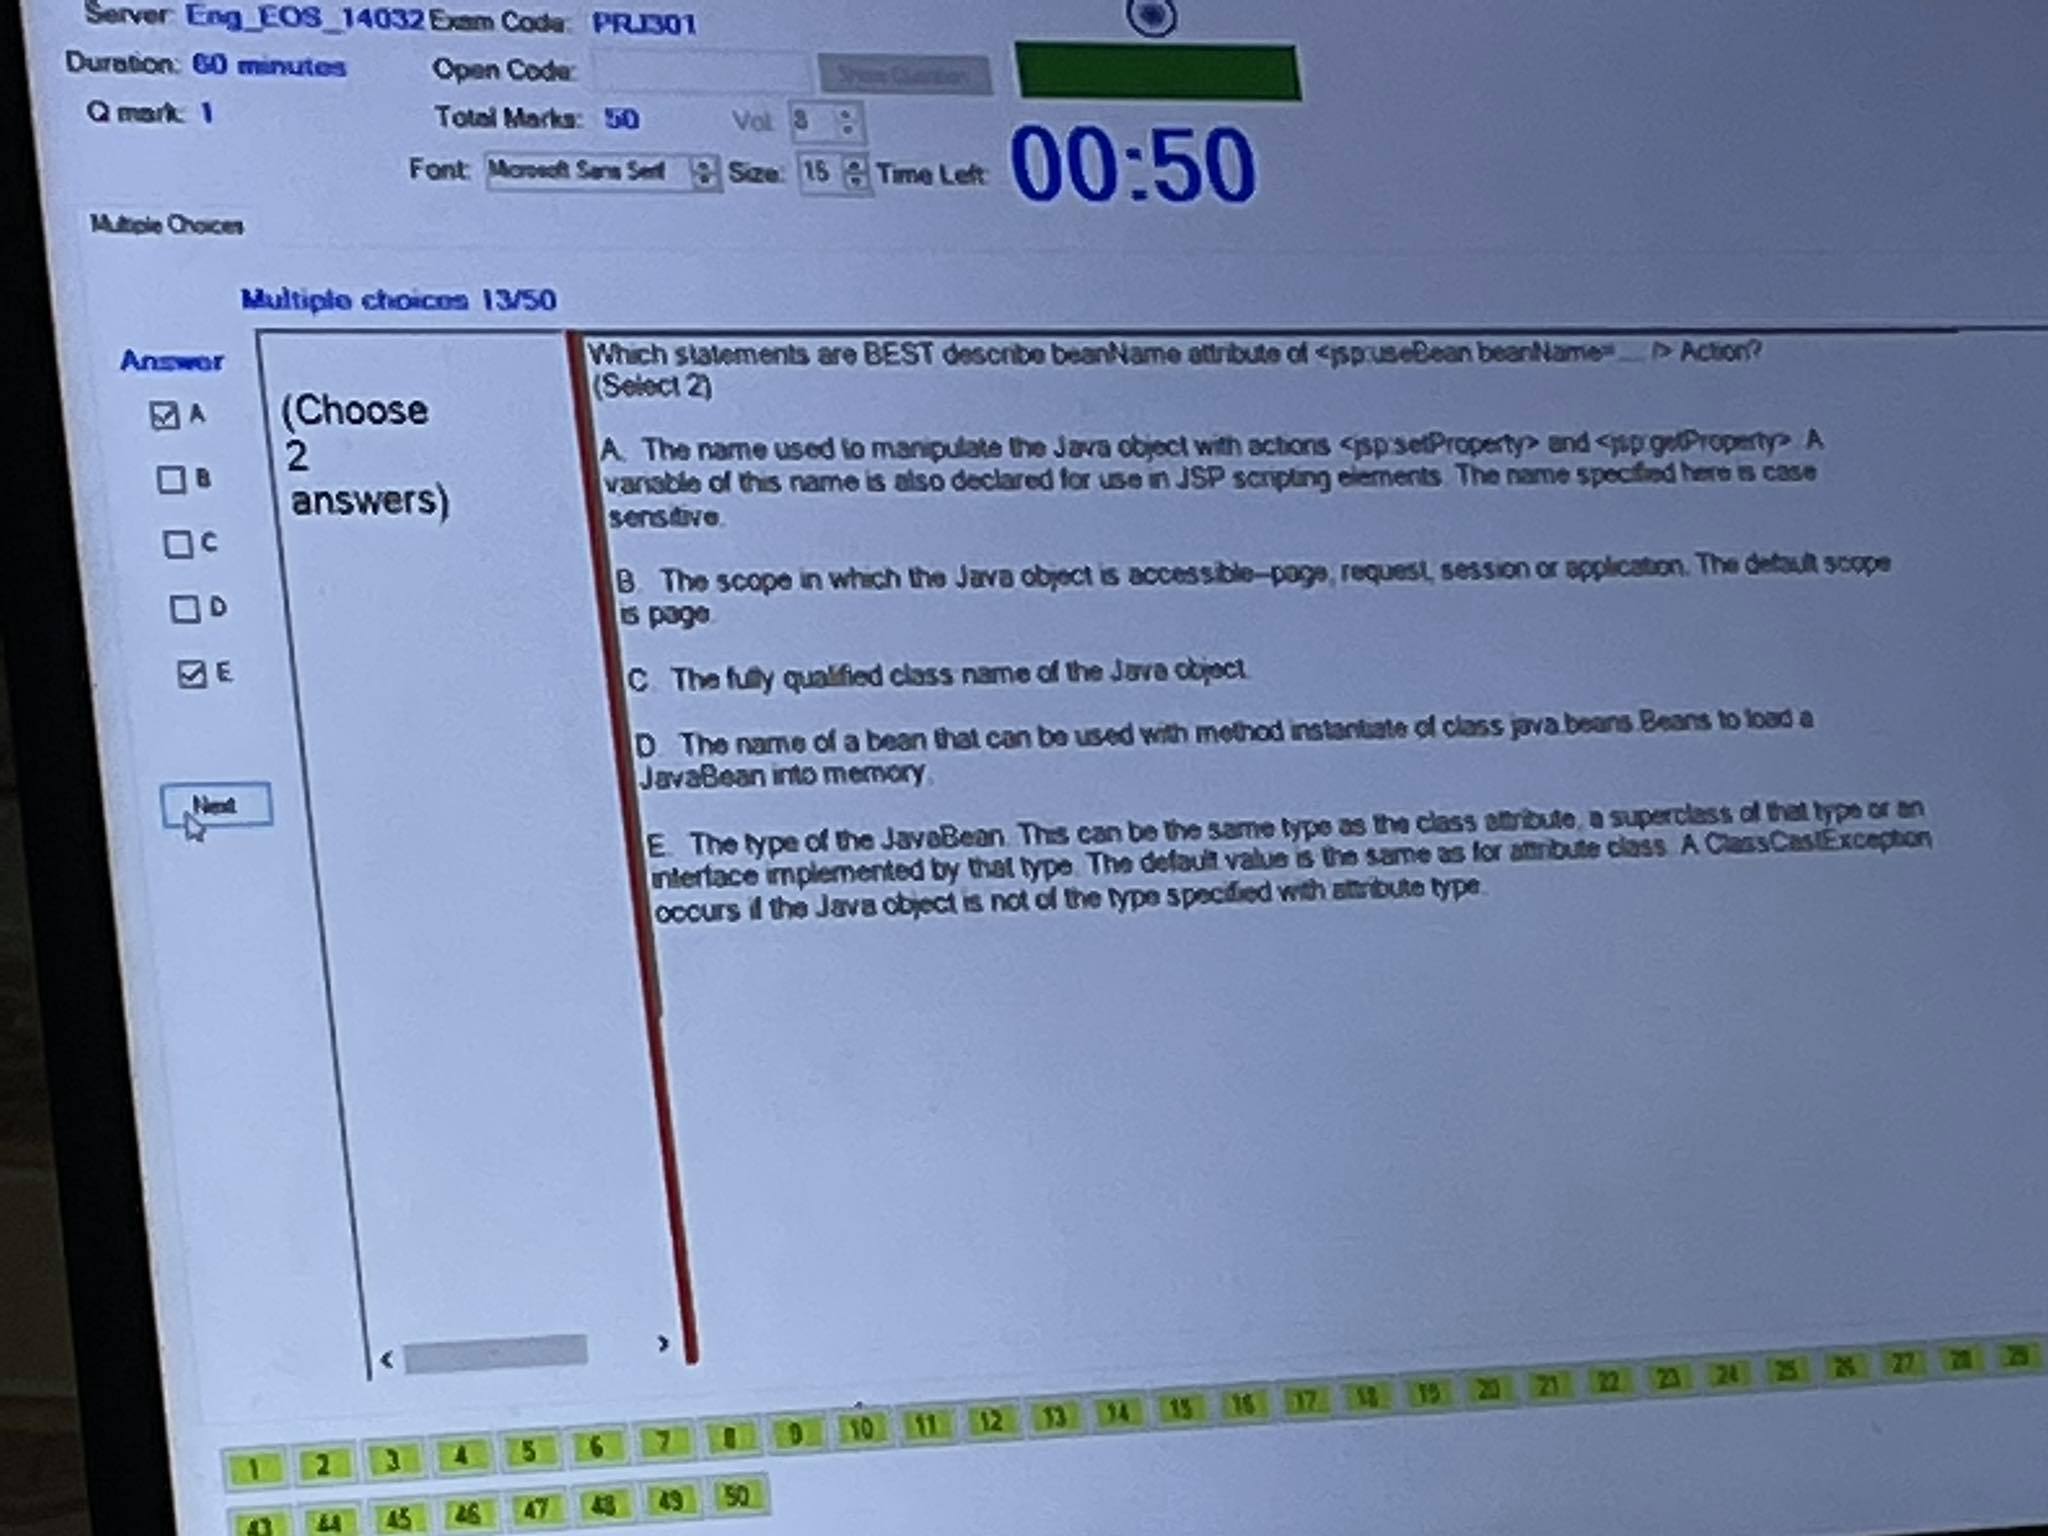 Server: Eng_EOS_14032 Exam Code: PRJ301
Duration: 60 minutes Open Code: Show Question
Q mark: 1 Total Marks: 50 Vol: 8
Font: Microsoft Sans Serif Size: 15 Time Left: 00:50
Multiple Choices
Multiple choices 13/50
Answer
A
B
C
D
E
Next
(Choose
2
answers)
Which statements are BEST describe beanName attribute of <jsp:useBean beanName=.... /> Action?
(Select 2)
A. The name used to manipulate the Java object with actions <jsp:setProperty> and <jsp:getProperty>. A
variable of this name is also declared for use in JSP scripting elements. The name specified here is case
sensitive.
B. The scope in which the Java object is accessible--page, request, session or application. The default scope
is page.
C. The fully qualified class name of the Java object.
D. The name of a bean that can be used with method instantiate of class java.beans.Beans to load a
JavaBean into memory.
E. The type of the JavaBean. This can be the same type as the class attribute, a superclass of that type or an
interface implemented by that type. The default value is the same as for attribute class. A ClassCastException
occurs if the Java object is not of the type specified with attribute type.
1 2 3 4 5 6 7 8 9 10 11 12 13 14 15 16 17 18 19 20 21 22 23 24 25 26 27 28 29
43 44 45 46 47 48 49 50